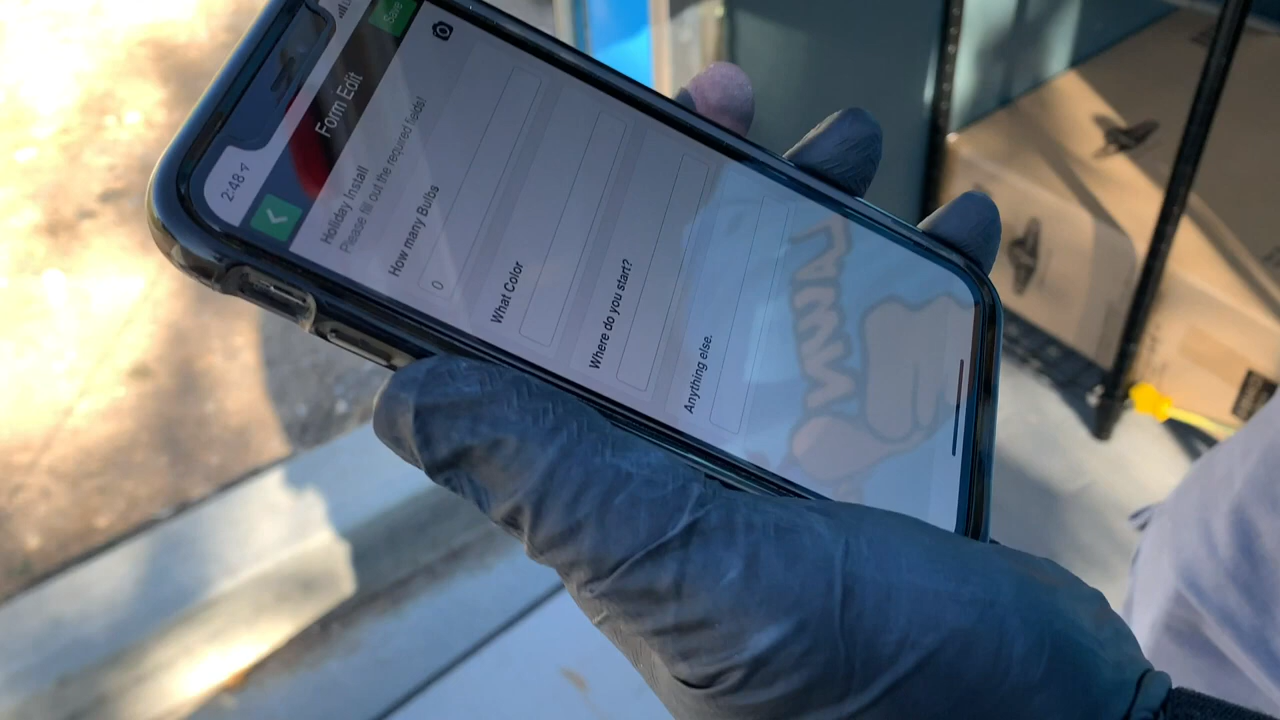 2:48
Form Edit
Save
Holiday Install
Please fill out the required fields!
How many Bulbs
0
What Color
Where do you start?
Anything else.